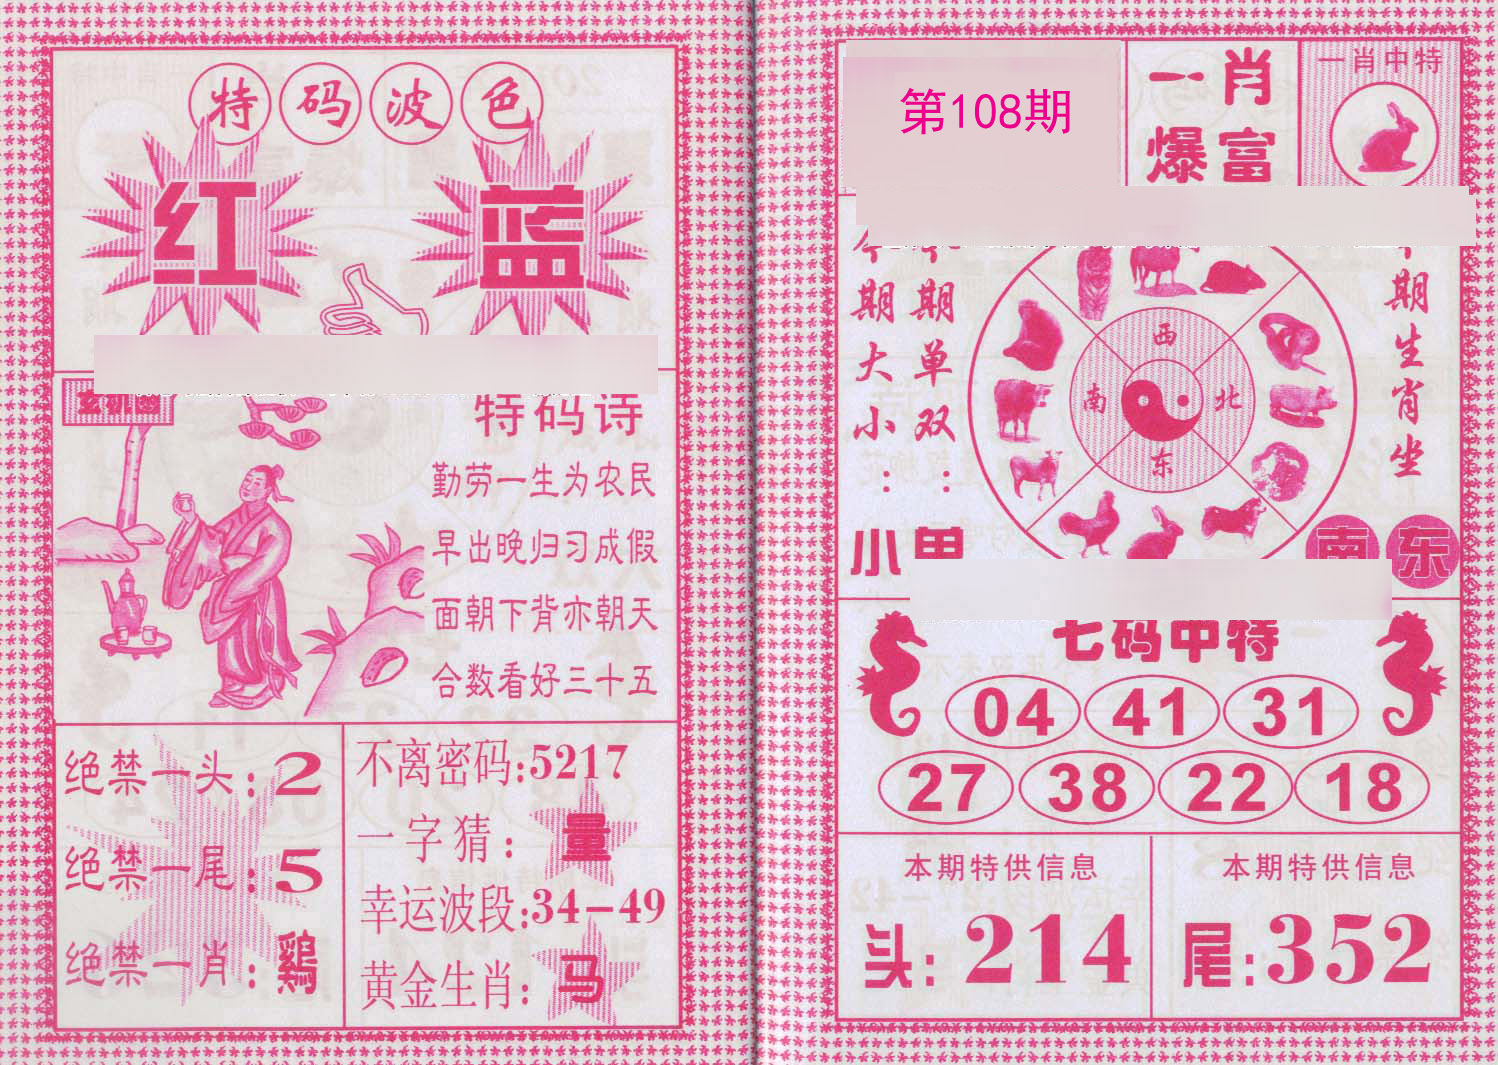 特码波色
红 蓝
玄机图
特码诗
勤劳一生为农民
早出晚归习成假
面朝下背亦朝天
合数看好三十五
绝禁一头:2
绝禁一尾:5
绝禁一肖:鷄
不离密码:5217
一字猜:量
幸运波段:34-49
黄金生肖:马
第108期
一肖
爆富
一肖中特
期大小:
小
期单双:
单
西
南 北
东
期生肖坐
南 东
七码中特
04 41 31
27 38 22 18
本期特供信息
头:214
本期特供信息
尾:352